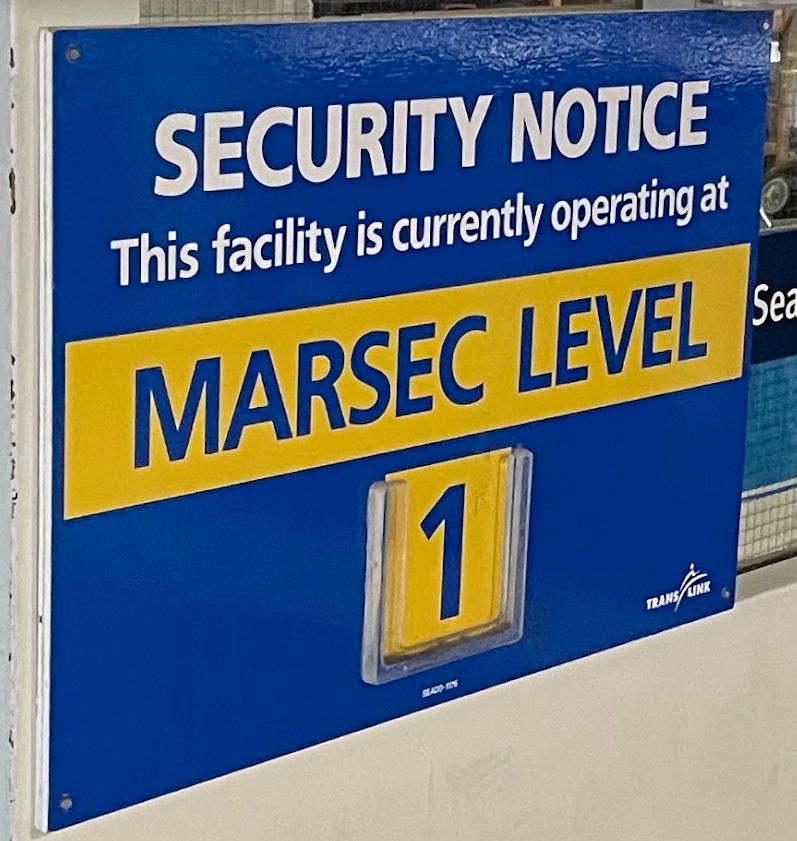 SECURITY NOTICE
This facility is currently operating at
MARSEC LEVEL
1
TRANS LINK
Sea